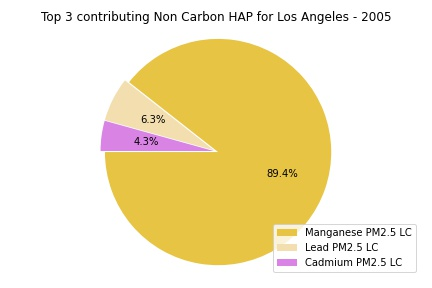 Top 3 contributing Non Carbon HAP for Los Angeles - 2005
6.3%
4.3%
89.4%
Manganese PM2.5 LC
Lead PM2.5 LC
Cadmium PM2.5 LC